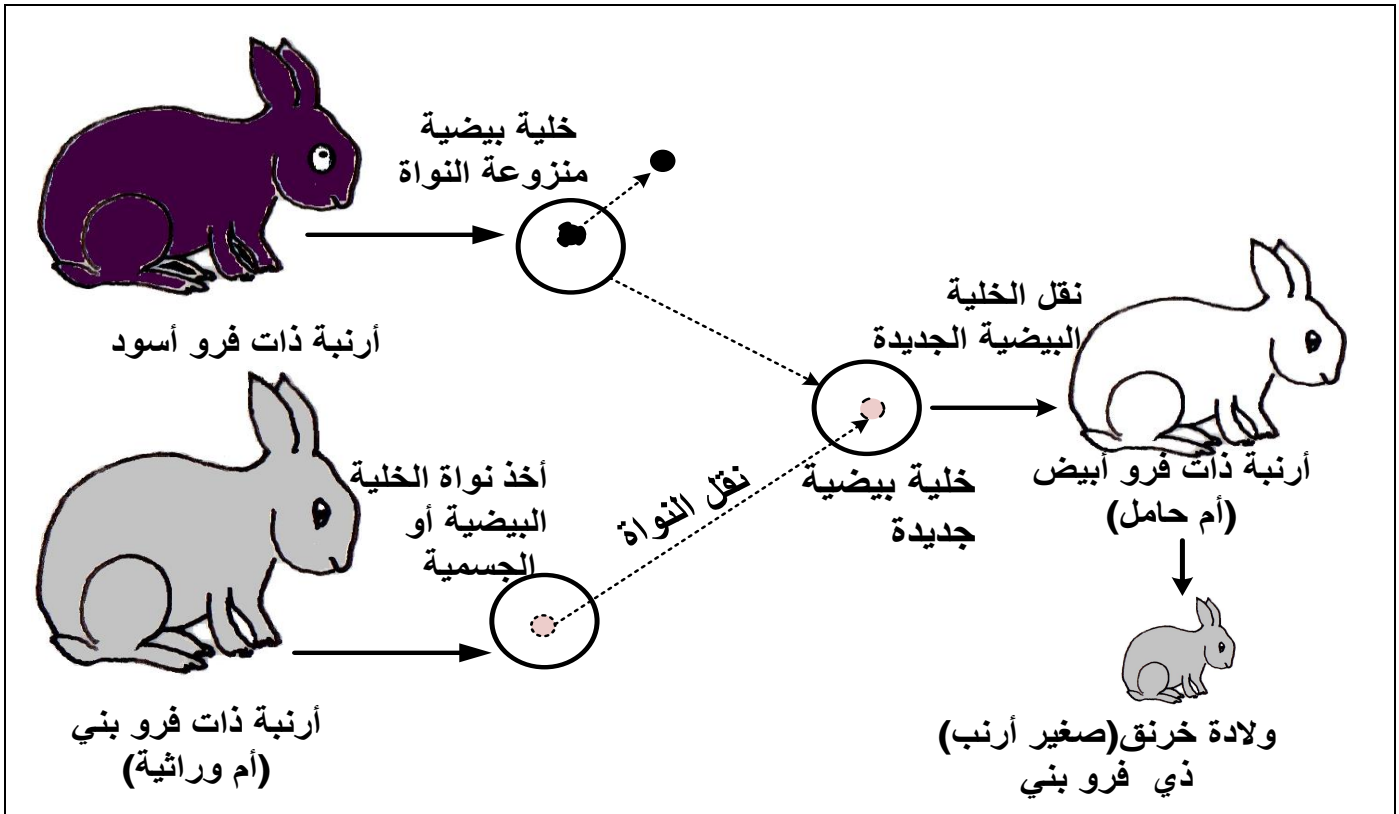 خلية بيضية
منزوعة النواة
أرنبة ذات فرو أسود
نقل الخلية
البيضية الجديدة
أخذ نواة الخلية
البيضية أو
الجسمية
نقل النواة
خلية بيضية
جديدة
أرنبة ذات فرو أبيض
(أم حامل)
أرنبة ذات فرو بني
(أم وراثية)
ولادة خرنق(صغير أرنب)
ذي فرو بني